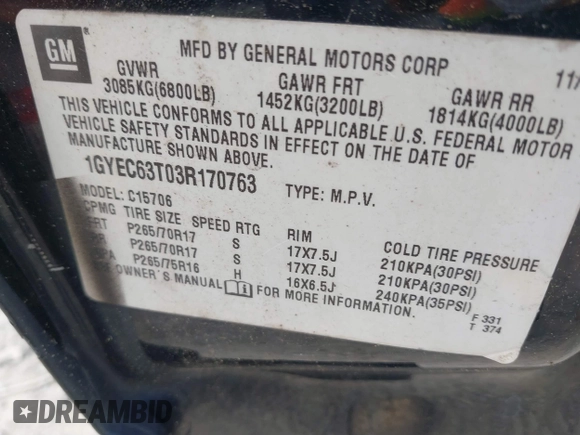 GM
MFD BY GENERAL MOTORS CORP 11/
GVWR GAWR FRT GAWR RR
3085KG(6800LB) 1452KG(3200LB) 1814KG(4000LB)
THIS VEHICLE CONFORMS TO ALL APPLICABLE U.S. FEDERAL MOTOR
VEHICLE SAFETY STANDARDS IN EFFECT ON THE DATE OF
MANUFACTURE SHOWN ABOVE.
1GYEC63T03R170763 TYPE: M.P.V.
MODEL: C15706
CPMG TIRE SIZE SPEED RTG RIM COLD TIRE PRESSURE
FRT P265/70R17 S 17X7.5J 210KPA(30PSI)
P265/70R17 S 17X7.5J 210KPA(30PSI)
P265/75R16 H 16X6.5J 240KPA(35PSI)
OWNER'S MANUAL FOR MORE INFORMATION.
F 331
T 374
DREAMBID